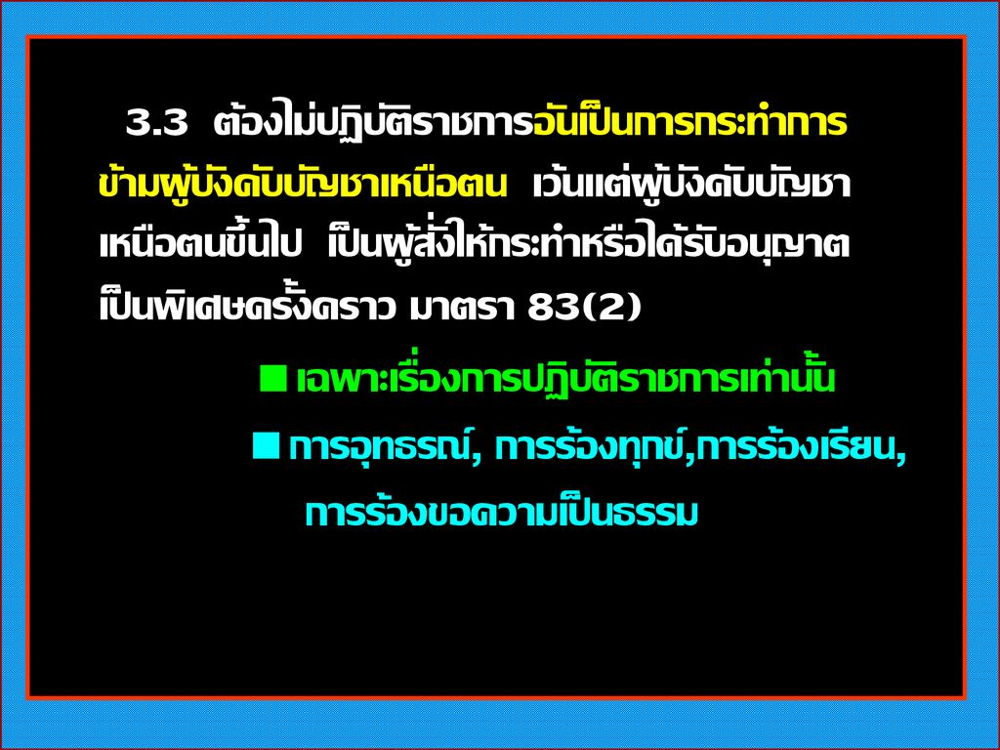 3.3 ต้องไม่ปฏิบัติราชการอันเป็นการกระทำการ
ข้ามผู้บังคับบัญชาเหนือตน เว้นแต่ผู้บังคับบัญชา
เหนือตนขึ้นไป เป็นผู้สั่งให้กระทำหรือได้รับอนุญาต
เป็นพิเศษครั้งคราว มาตรา 83(2)
■ เฉพาะเรื่องการปฏิบัติราชการเท่านั้น
■ การอุทธรณ์, การร้องทุกข์,การร้องเรียน,
การร้องขอความเป็นธรรม